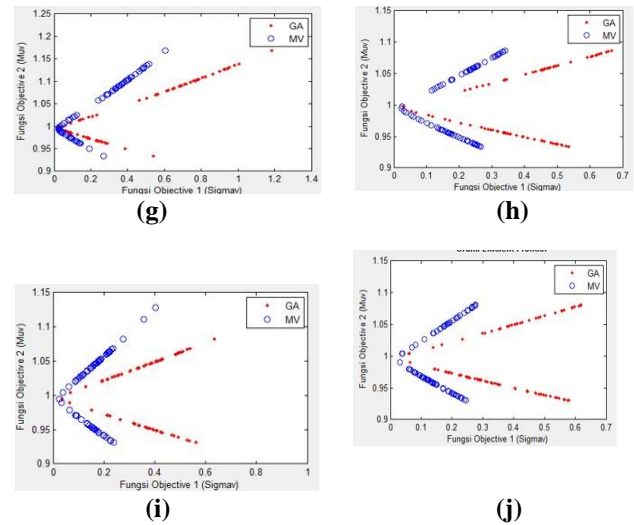 1.25
1.2
1.15
1.1
1.05
1
0.95
0.9
0 0.2 0.4 0.6 0.8 1 1.2 1.4
Fungsi Objective 2 (Muv)
Fungsi Objective 1 (Sigmav)
GA
MV
(g)
1.15
1.1
1.05
1
0.95
0.9
0 0.1 0.2 0.3 0.4 0.5 0.6 0.7
Fungsi Objective 2 (Muv)
Fungsi Objective 1 (Sigmav)
GA
MV
(h)
1.15
1.1
1.05
1
0.95
0.9
0 0.2 0.4 0.6 0.8 1
Fungsi Objective 2 (Muv)
Fungsi Objective 1 (Sigmav)
GA
MV
(i)
1.15
1.1
1.05
1
0.95
0.9
0 0.1 0.2 0.3 0.4 0.5 0.6 0.7
Fungsi Objective 2 (Muv)
Fungsi Objective 1 (Sigmav)
GA
MV
(j)